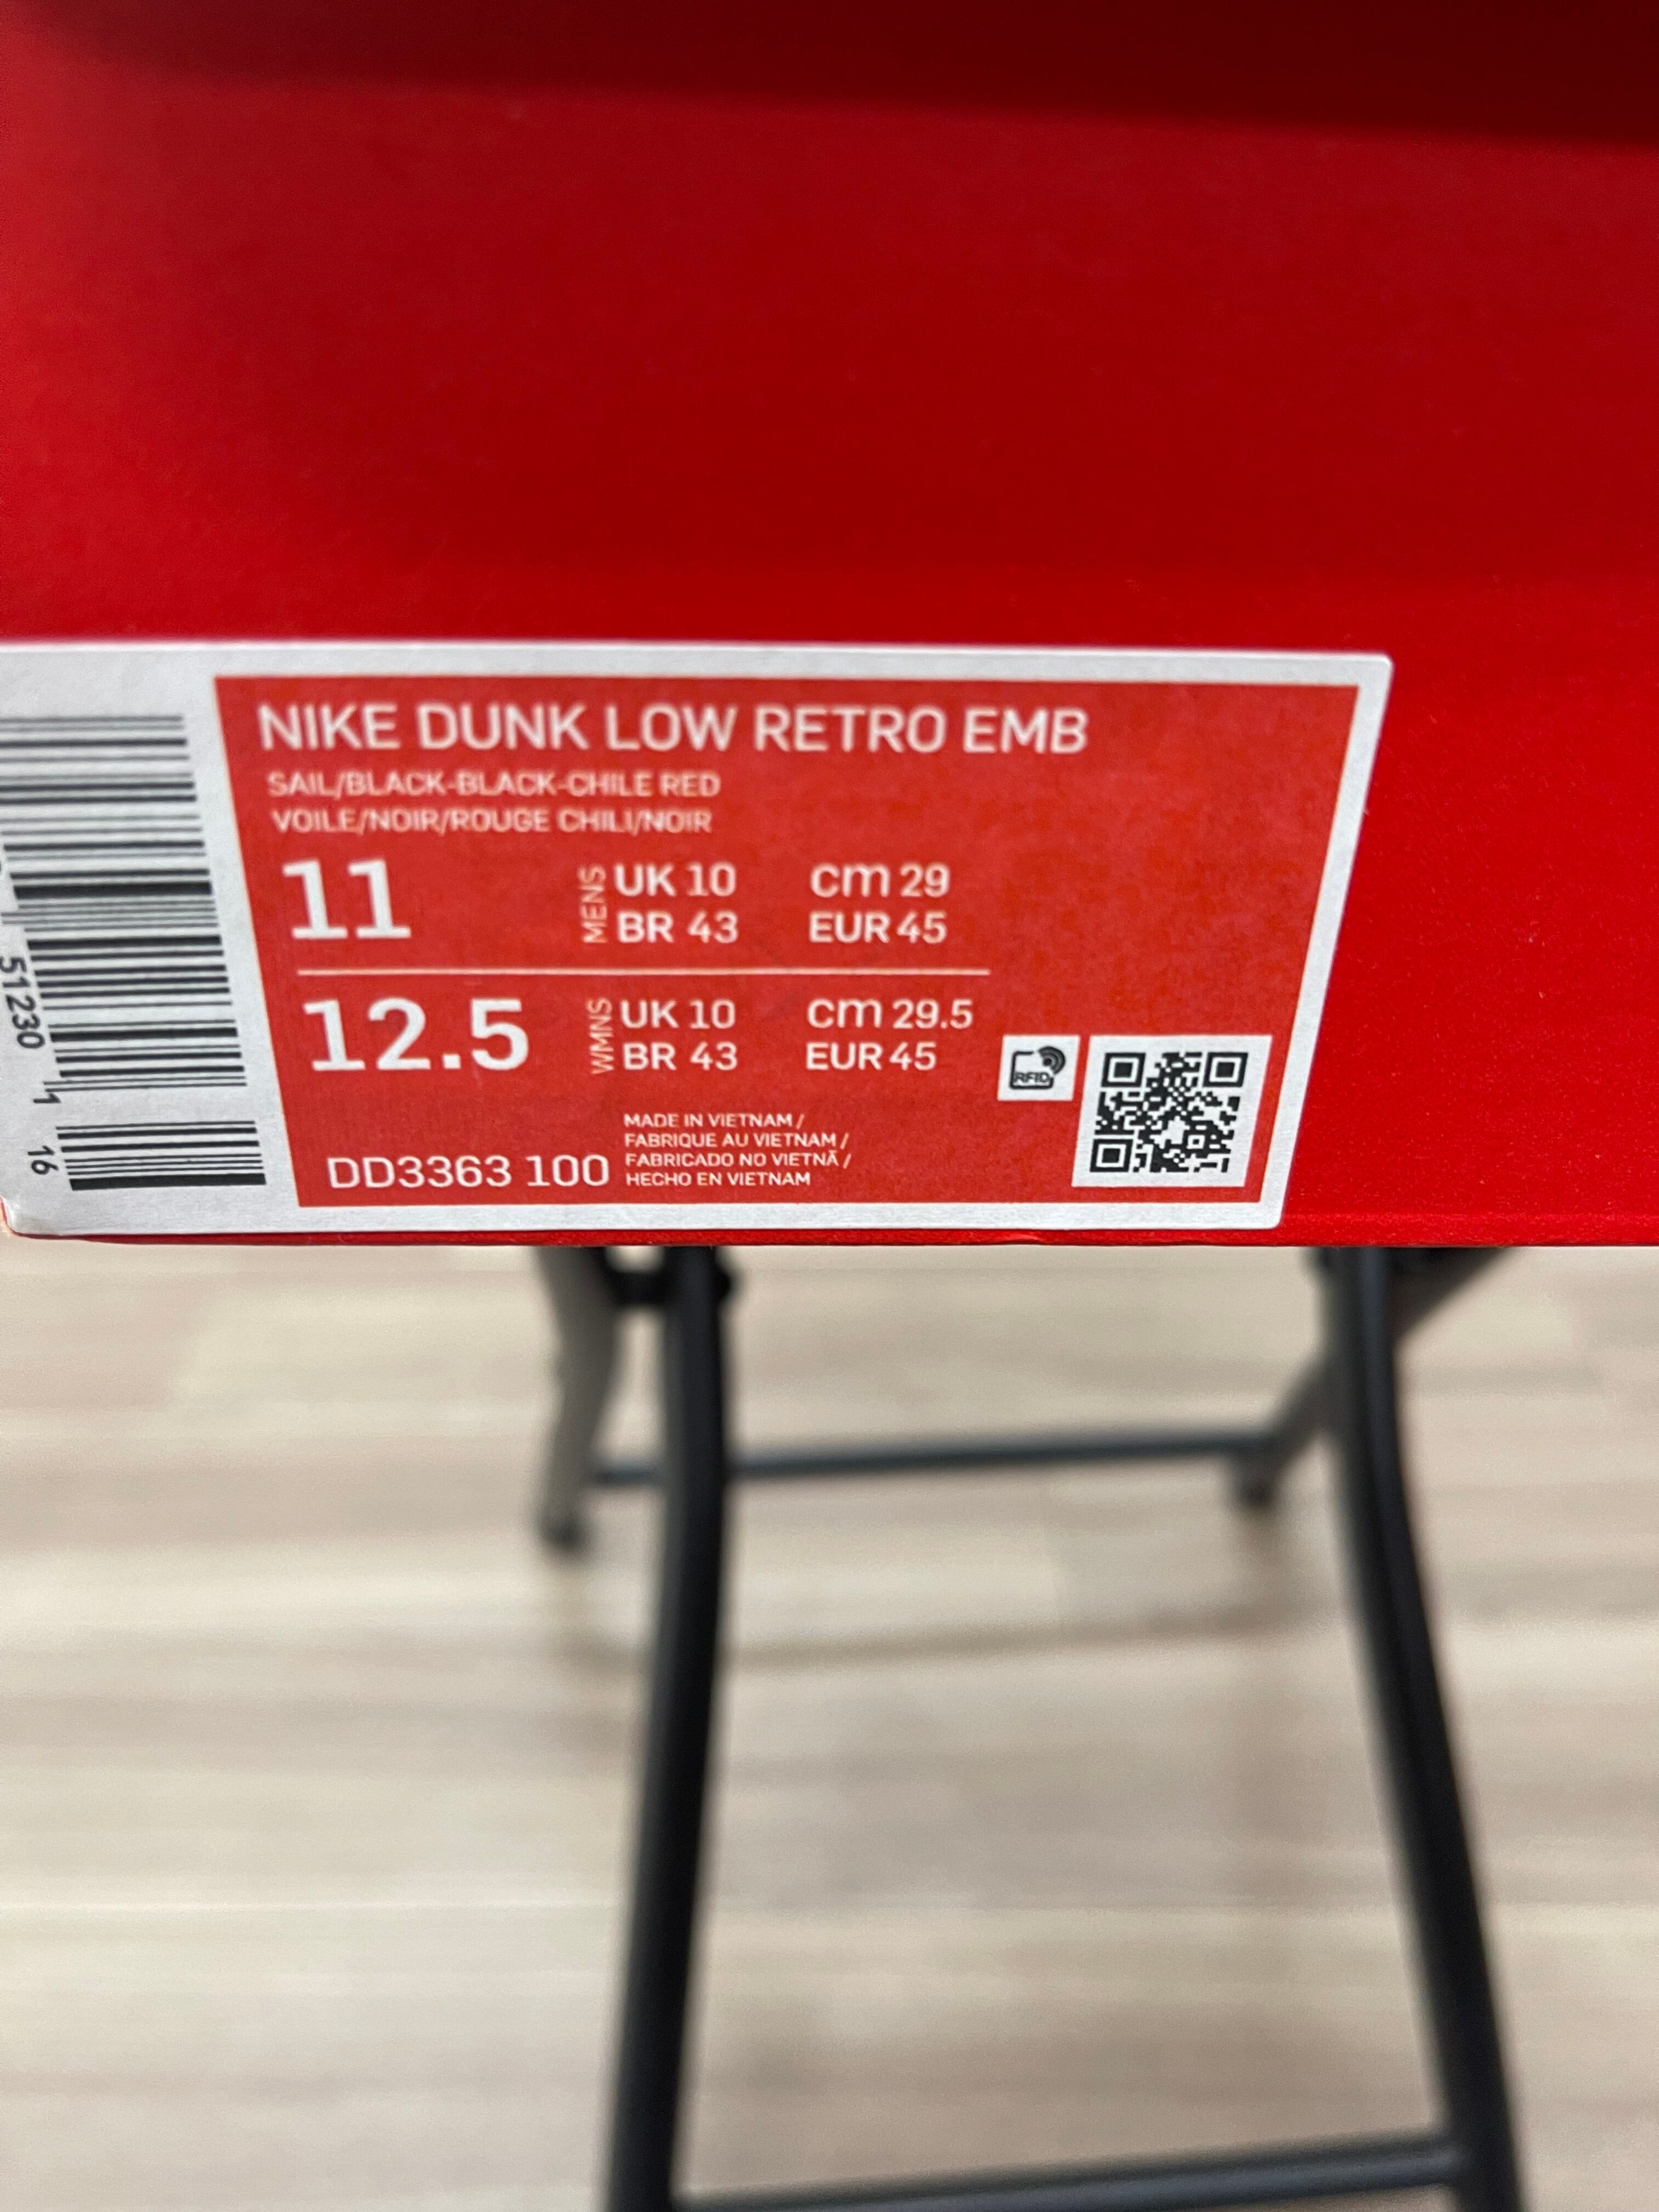 NIKE DUNK LOW RETRO EMB
SAIL/BLACK-BLACK-CHILE RED
VOILE/NOIR/ROUGE CHILI/NOIR
11 MENS UK 10 cm 29
BR 43 EUR 45
12.5 WMNS UK 10 cm 29.5
BR 43 EUR 45
RFID
MADE IN VIETNAM /
FABRIQUE AU VIETNAM /
FABRICADO NO VIETNÃ /
HECHO EN VIETNAM
DD3363 100
51230 1
16